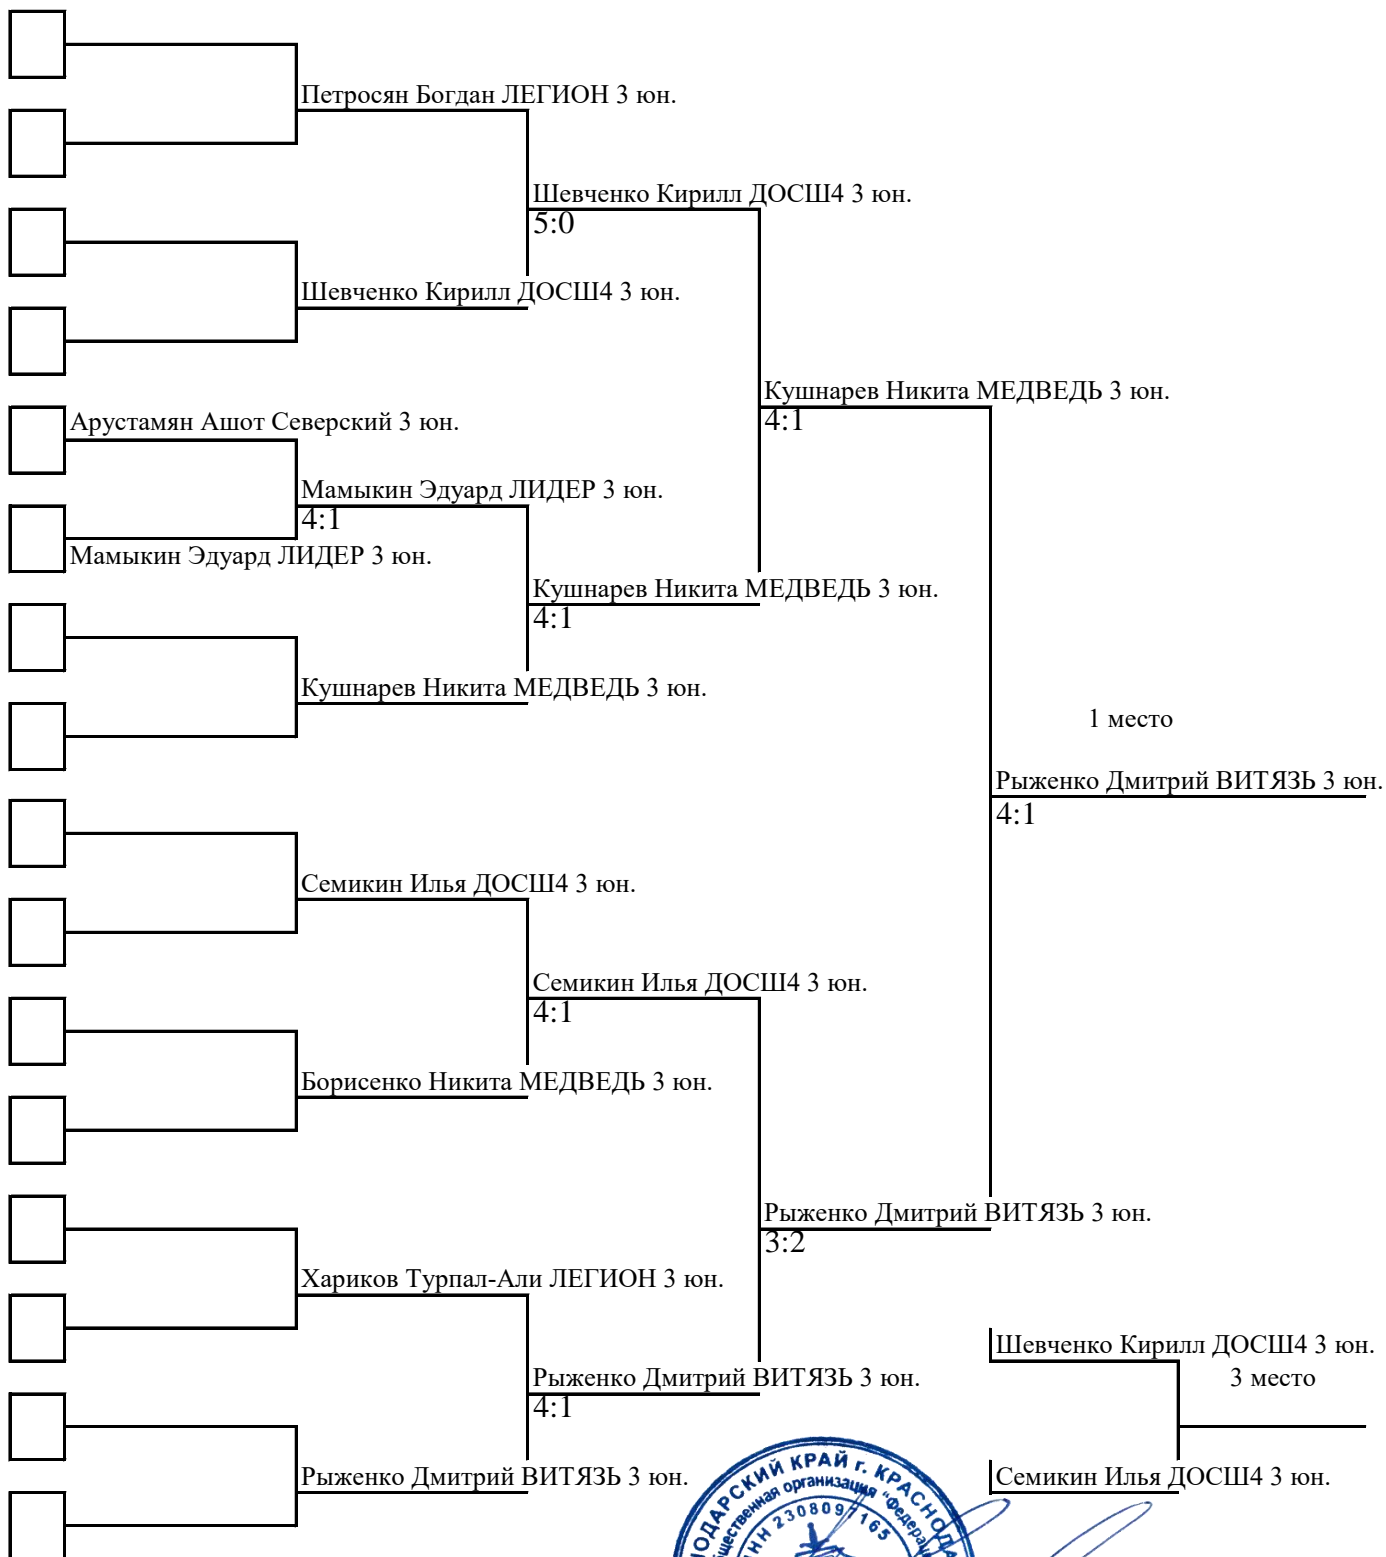 Петросян Богдан ЛЕГИОН 3 юн.
Шевченко Кирилл ДОСШ4 3 юн.
5:0
Шевченко Кирилл ДОСШ4 3 юн.
Кушнарев Никита МЕДВЕДЬ 3 юн.
4:1
Арустамян Ашот Северский 3 юн.
Мамыкин Эдуард ЛИДЕР 3 юн.
4:1
Мамыкин Эдуард ЛИДЕР 3 юн.
Кушнарев Никита МЕДВЕДЬ 3 юн.
4:1
Кушнарев Никита МЕДВЕДЬ 3 юн.
1 место
Рыженко Дмитрий ВИТЯЗЬ 3 юн.
4:1
Семикин Илья ДОСШ4 3 юн.
Семикин Илья ДОСШ4 3 юн.
4:1
Борисенко Никита МЕДВЕДЬ 3 юн.
Рыженко Дмитрий ВИТЯЗЬ 3 юн.
3:2
Хариков Турпал-Али ЛЕГИОН 3 юн.
Шевченко Кирилл ДОСШ4 3 юн.
3 место
Рыженко Дмитрий ВИТЯЗЬ 3 юн.
4:1
Рыженко Дмитрий ВИТЯЗЬ 3 юн.
Семикин Илья ДОСШ4 3 юн.
КРАЙ г.
организация
ИНН 2308097165